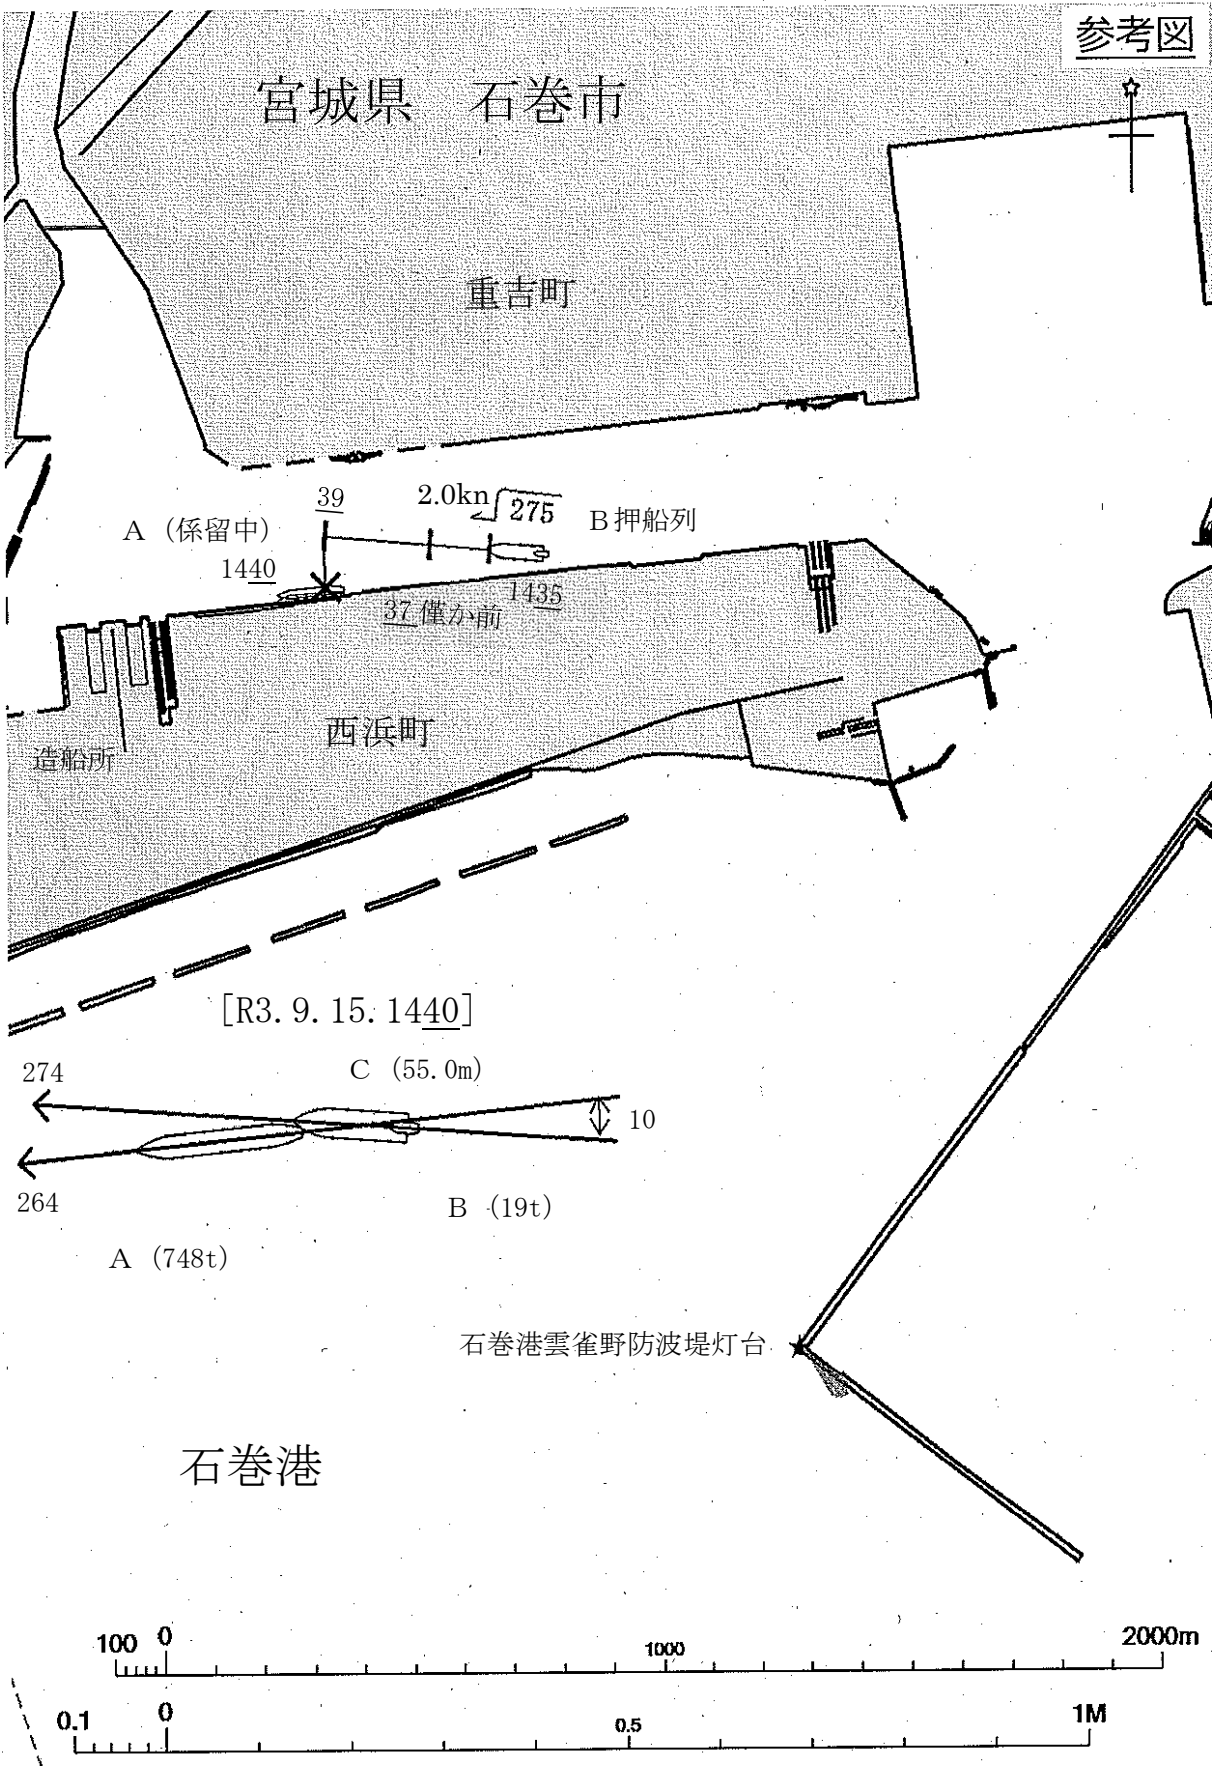 参考図
宮城県 石巻市
重吉町
39
2.0kn
275
B押船列
A (係留中)
1440
1435
37 僅か前
西浜町
造船所
[R3.9.15.1440]
274
C (55.0m)
10
264
B (19t)
A (748t)
石巻港雲雀野防波堤灯台
石巻港
100 0 1000 2000m
0.1 0 0.5 1M